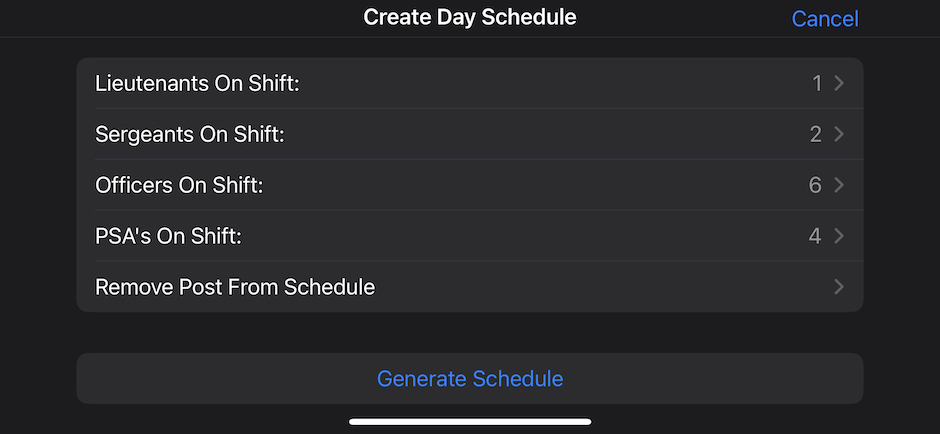 Create Day Schedule Cancel
Lieutenants On Shift: 1
Sergeants On Shift: 2
Officers On Shift: 6
PSA's On Shift: 4
Remove Post From Schedule
Generate Schedule